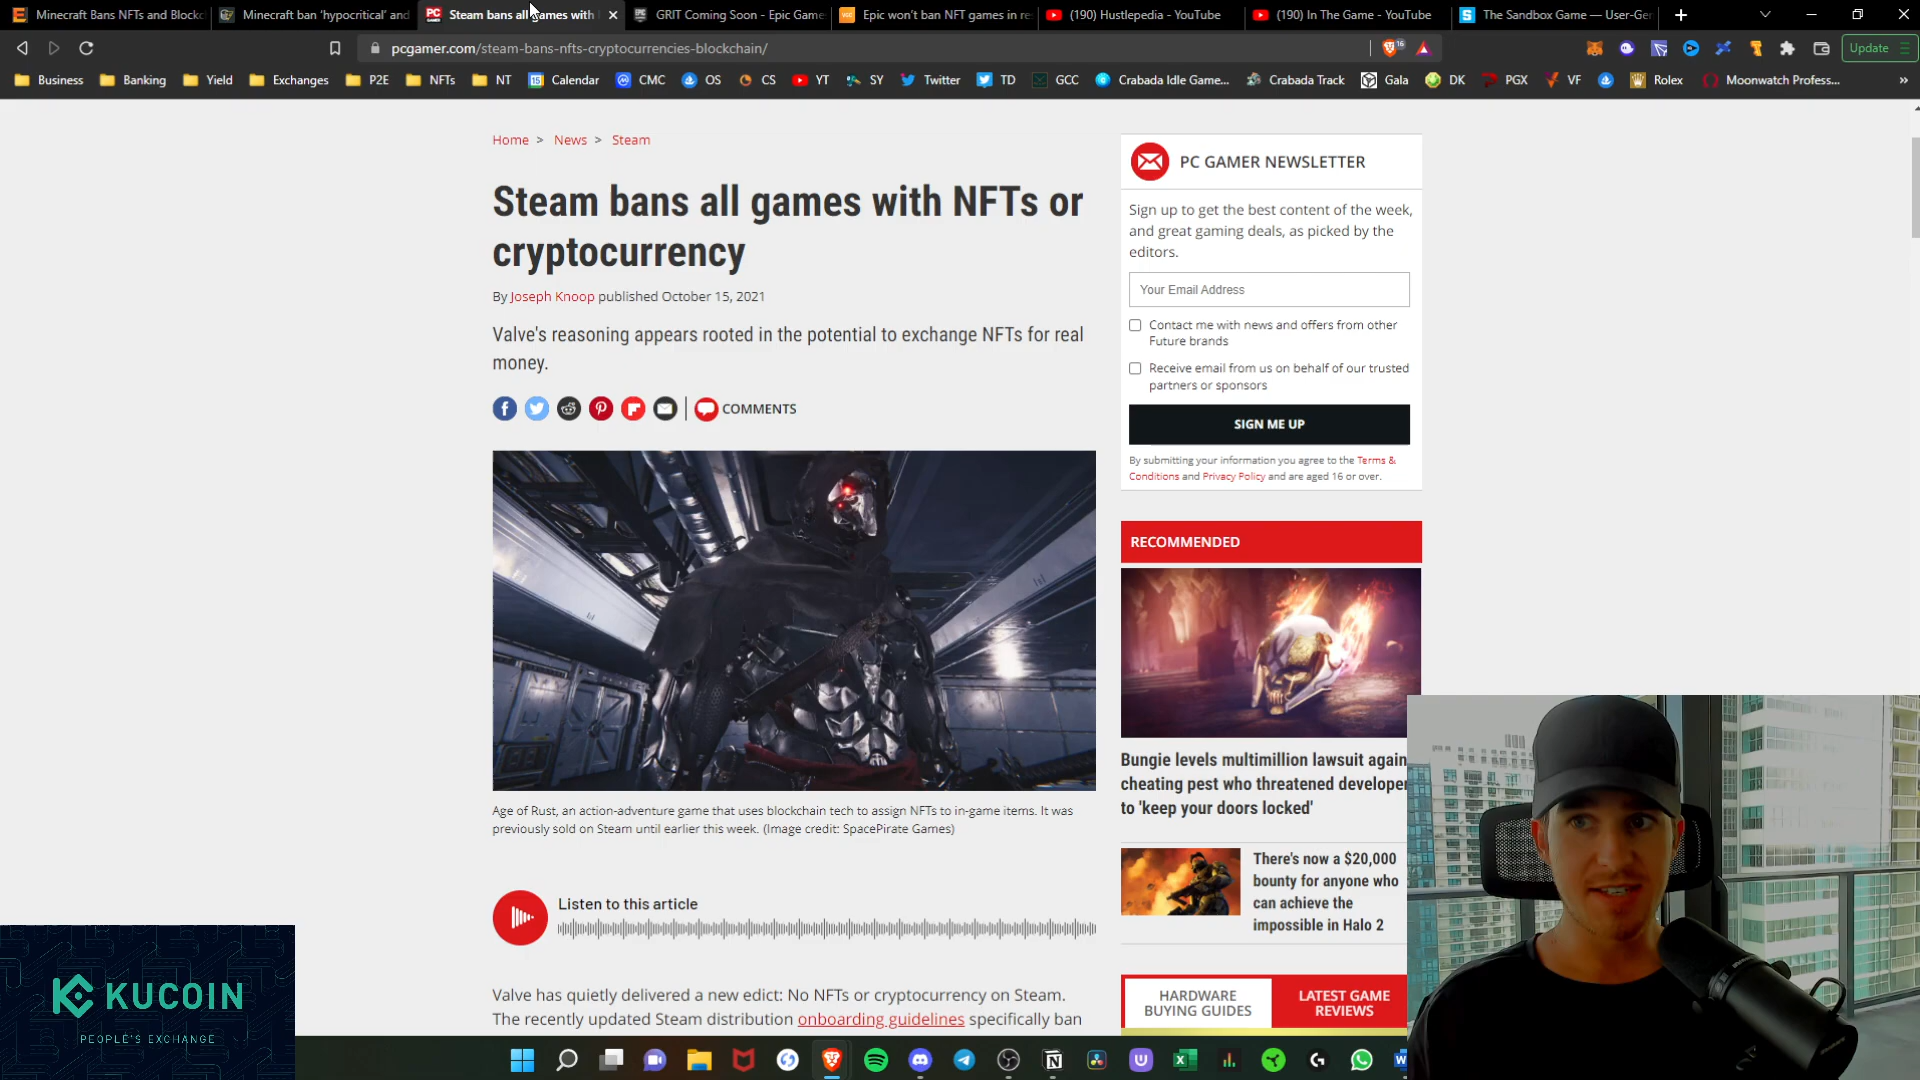 Minecraft Bans NFTs and Block
Minecraft ban 'hypocritical' and
Steam bans all games with
GRIT Coming Soon - Epic Game
Epic won't ban NFT games in re
(190) Hustlepedia - YouTube
(190) In The Game - YouTube
The Sandbox Game — User-Ger
pcgamer.com/steam-bans-nfts-cryptocurrencies-blockchain/
16
Update
Business
Banking
Yield
Exchanges
P2E
NFTs
NT
Calendar
CMC
OS
CS
YT
SY
Twitter
TD
GCC
Crabada Idle Game...
Crabada Track
Gala
DK
PGX
VF
Rolex
Moonwatch Profess...
Home > News > Steam
Steam bans all games with NFTs or
cryptocurrency
By Joseph Knoop published October 15, 2021
Valve's reasoning appears rooted in the potential to exchange NFTs for real
money.
COMMENTS
Age of Rust, an action-adventure game that uses blockchain tech to assign NFTs to in-game items. It was
previously sold on Steam until earlier this week. (Image credit: SpacePirate Games)
Listen to this article
Valve has quietly delivered a new edict: No NFTs or cryptocurrency on Steam.
The recently updated Steam distribution onboarding guidelines specifically ban
PC GAMER NEWSLETTER
Sign up to get the best content of the week,
and great gaming deals, as picked by the
editors.
Your Email Address
Contact me with news and offers from other
Future brands
Receive email from us on behalf of our trusted
partners or sponsors
SIGN ME UP
By submitting your information you agree to the Terms &
Conditions and Privacy Policy and are aged 16 or over.
RECOMMENDED
Bungie levels multimillion lawsuit again
cheating pest who threatened develope
to 'keep your doors locked'
There's now a $20,000
bounty for anyone who
can achieve the
impossible in Halo 2
HARDWARE
BUYING GUIDES
LATEST GAME
REVIEWS
KUCOIN
PEOPLE'S EXCHANGE